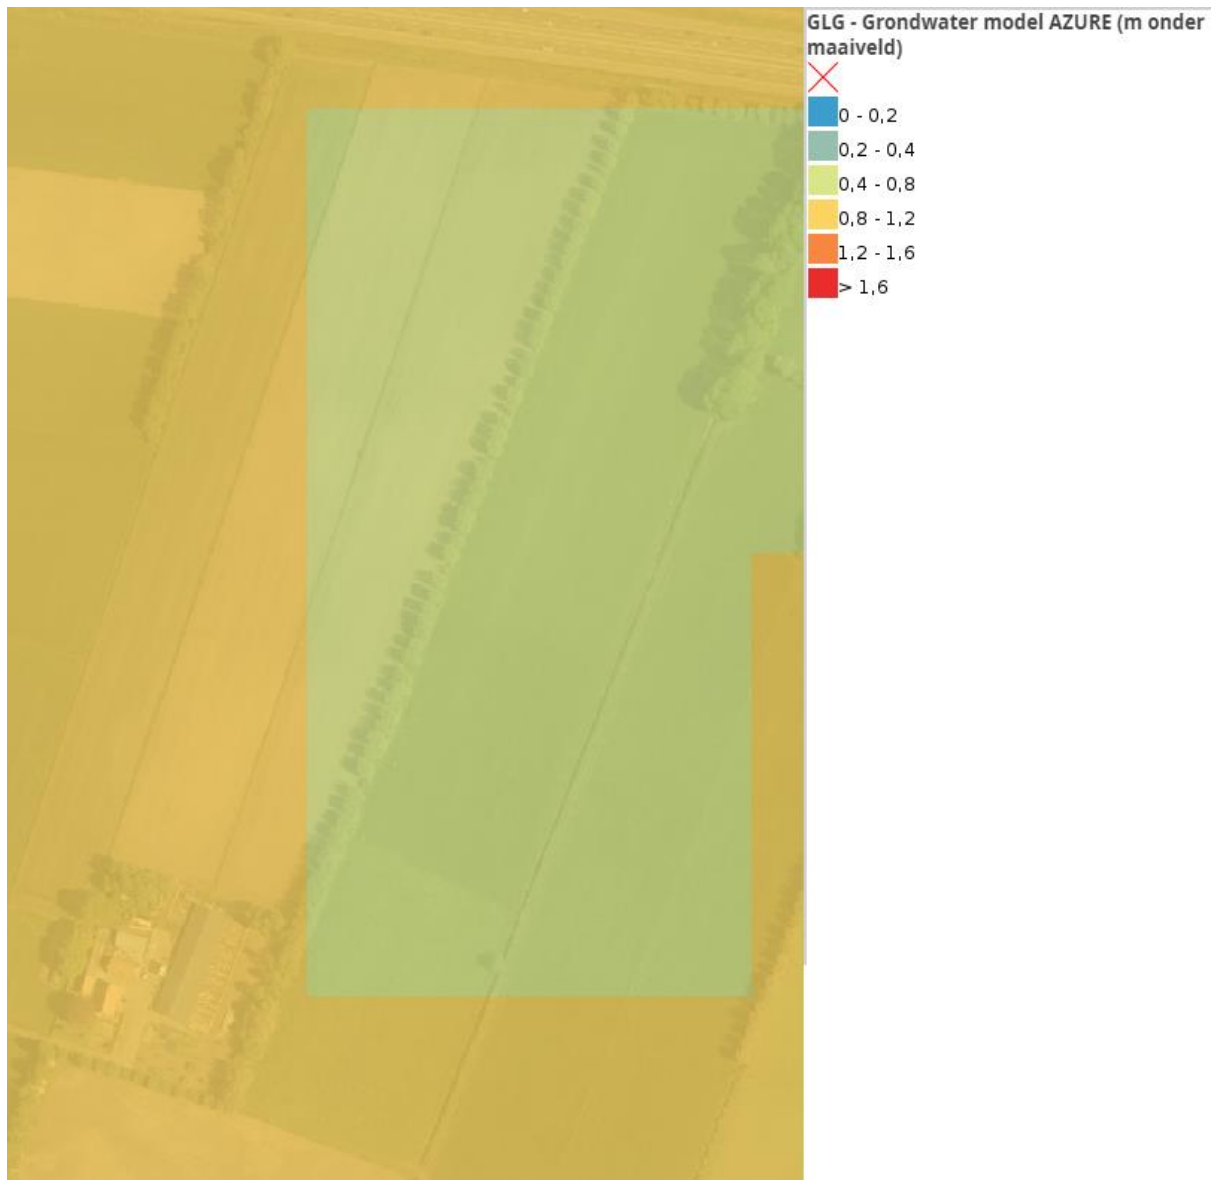 GLG - Grondwater model AZURE (m onder
maaiveld)
0 - 0,2
0,2 - 0,4
0,4 - 0,8
0,8 - 1,2
1,2 - 1,6
> 1,6